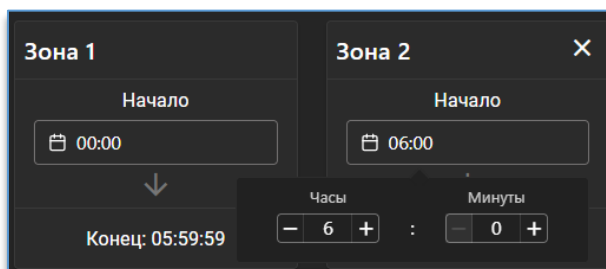 Зона 1
Начало
00:00
Конец: 05:59:59
Зона 2
Начало
06:00
Часы
Минуты
− 6 + : − 0 +